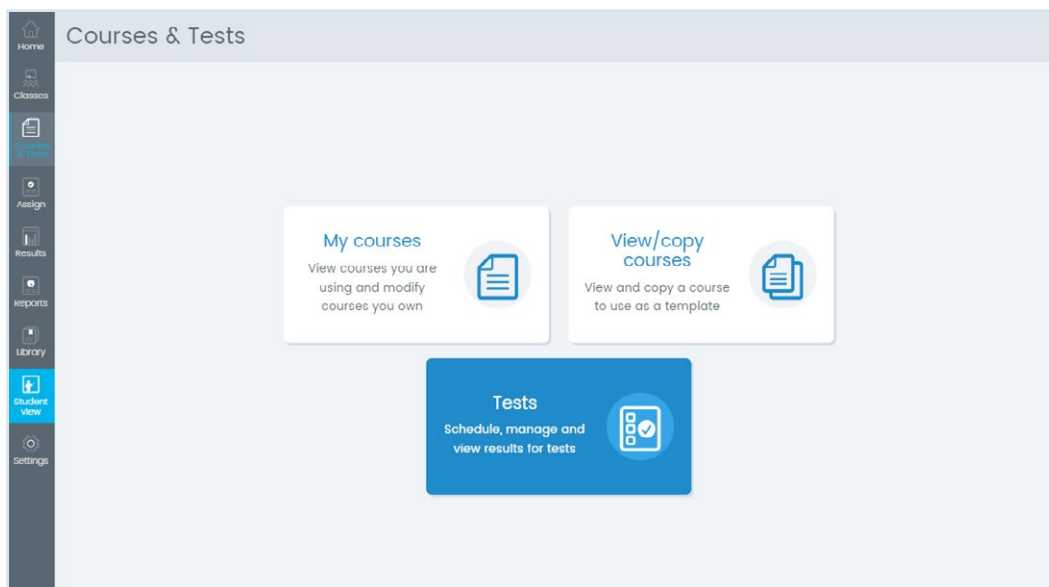 Home
Courses & Tests
Classes
Courses
& Tests
Assign
Results
Reports
Library
Student
view
Settings
My courses
View courses you are
using and modify
courses you own
View/copy
courses
View and copy a course
to use as a template
Tests
Schedule, manage and
view results for tests